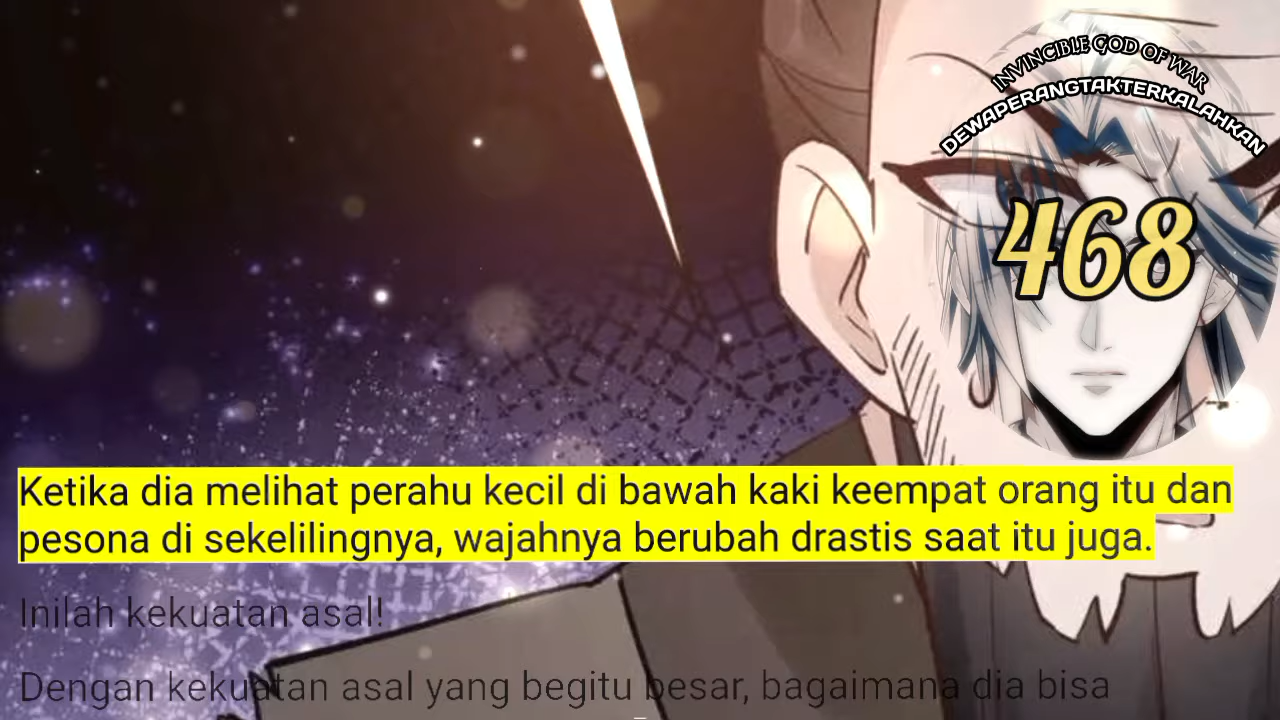 INVINCIBLE GOD OF WAR
DEWAPERANGTAKTERKALAHKAN
468
Ketika dia melihat perahu kecil di bawah kaki keempat orang itu dan
pesona di sekelilingnya, wajahnya berubah drastis saat itu juga.
Inilah kekuatan asal!
Dengan kekuatan asal yang begitu besar, bagaimana dia bisa